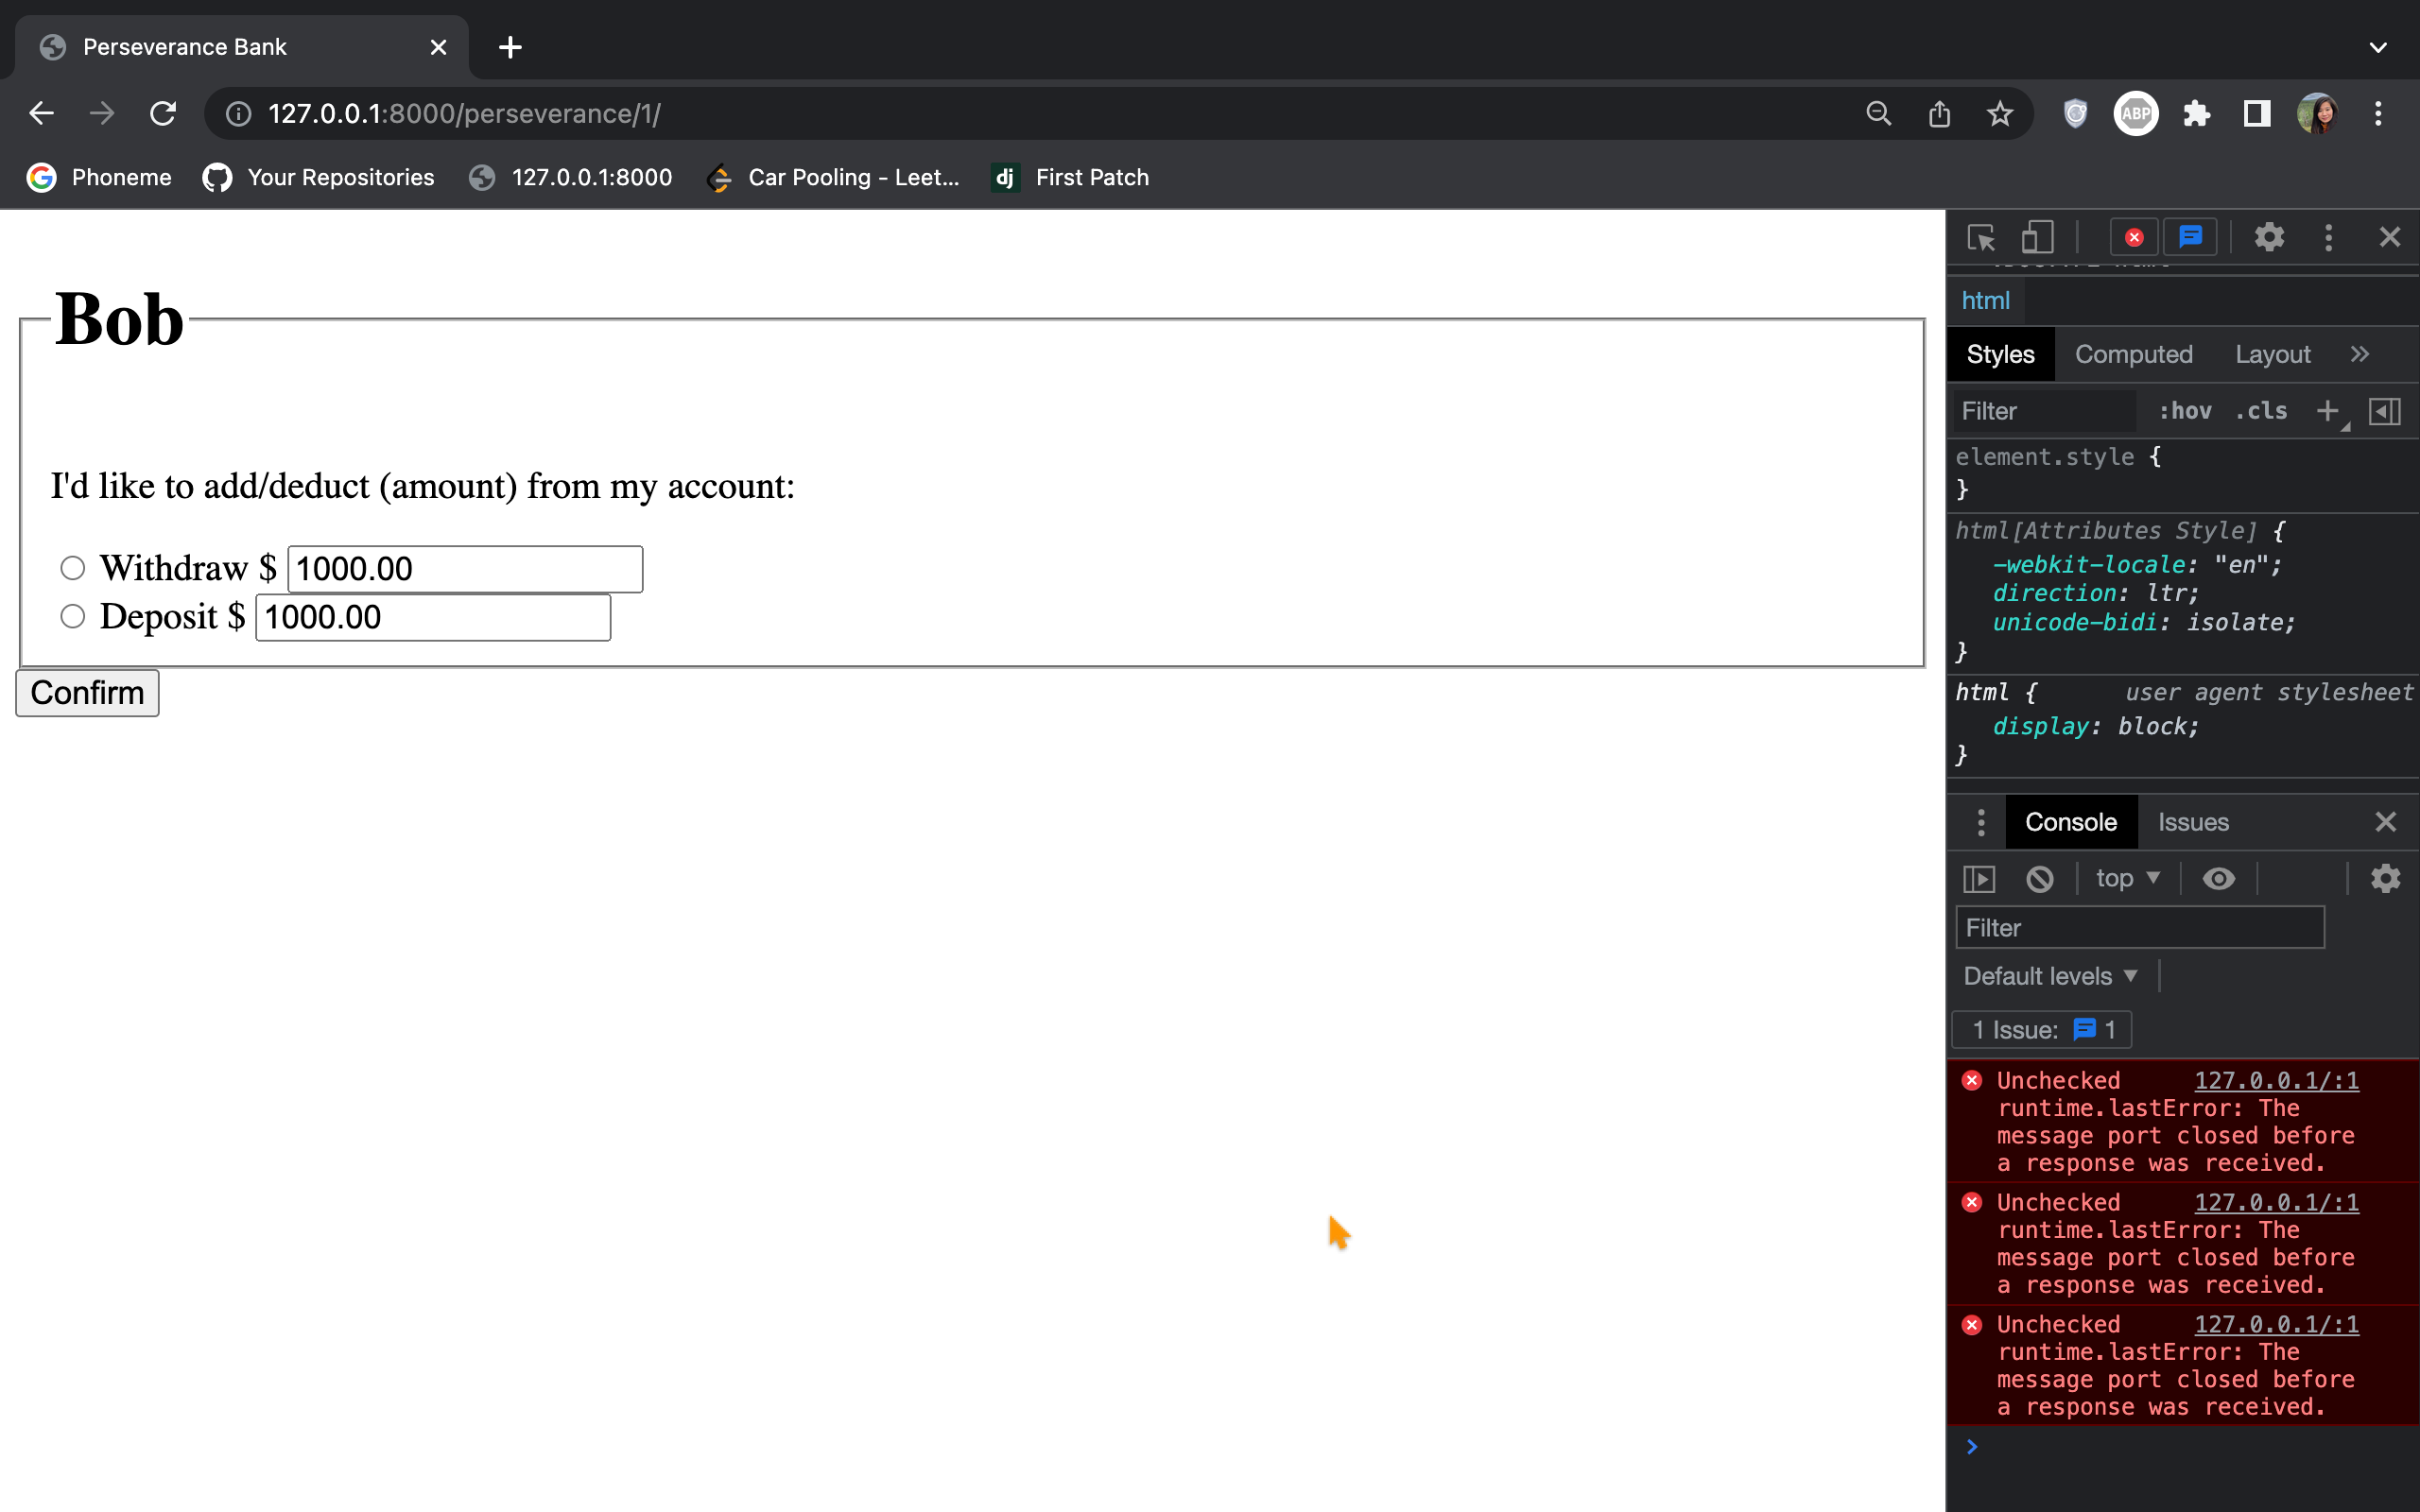 Perseverance Bank
127.0.0.1:8000/perseverance/1/
ABP
Phoneme
Your Repositories
127.0.0.1:8000
Car Pooling - Leet...
dj First Patch
Bob
I'd like to add/deduct (amount) from my account:
Withdraw $ 1000.00
Deposit $ 1000.00
Confirm
html
Styles Computed Layout
Filter :hov .cls
element.style {
}
html[Attributes Style] {
-webkit-locale: "en";
direction: ltr;
unicode-bidi: isolate;
}
html { user agent stylesheet
display: block;
}
Console Issues
top
Filter
Default levels
1 Issue: 1
Unchecked 127.0.0.1/:1
runtime.lastError: The
message port closed before
a response was received.
Unchecked 127.0.0.1/:1
runtime.lastError: The
message port closed before
a response was received.
Unchecked 127.0.0.1/:1
runtime.lastError: The
message port closed before
a response was received.